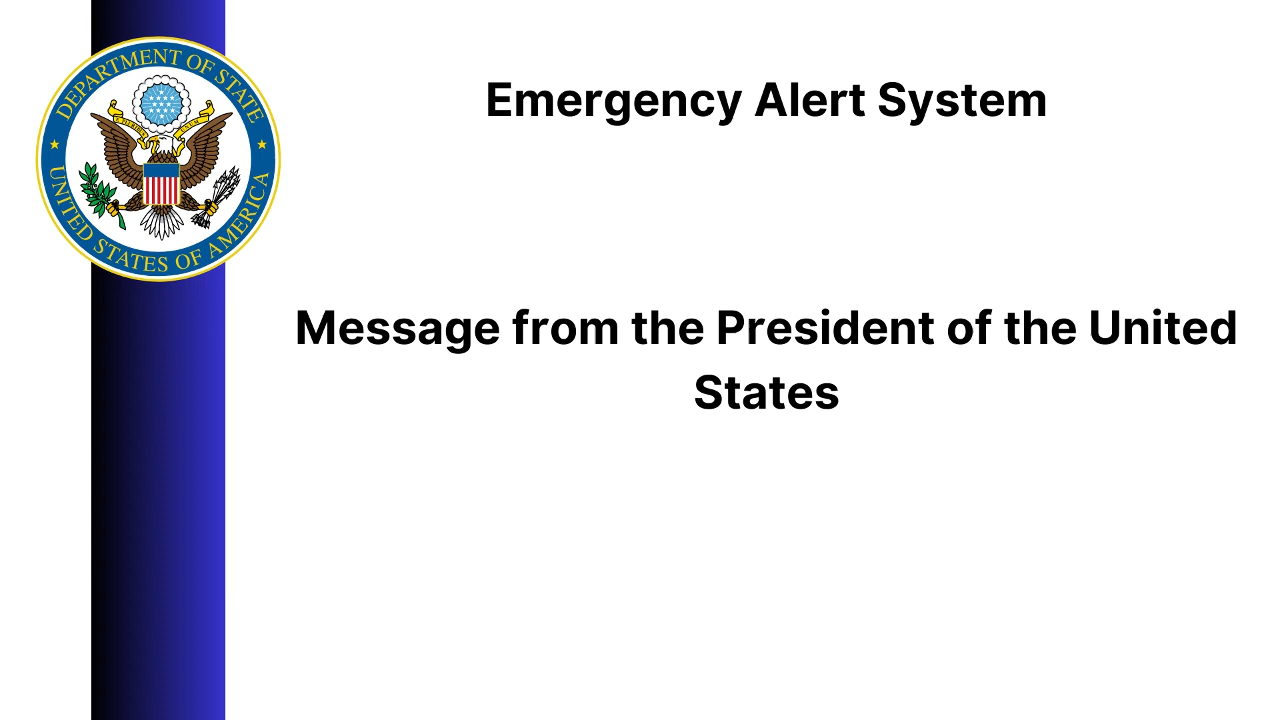 DEPARTMENT OF STATE
UNITED STATES OF AMERICA
Emergency Alert System
Message from the President of the United
States